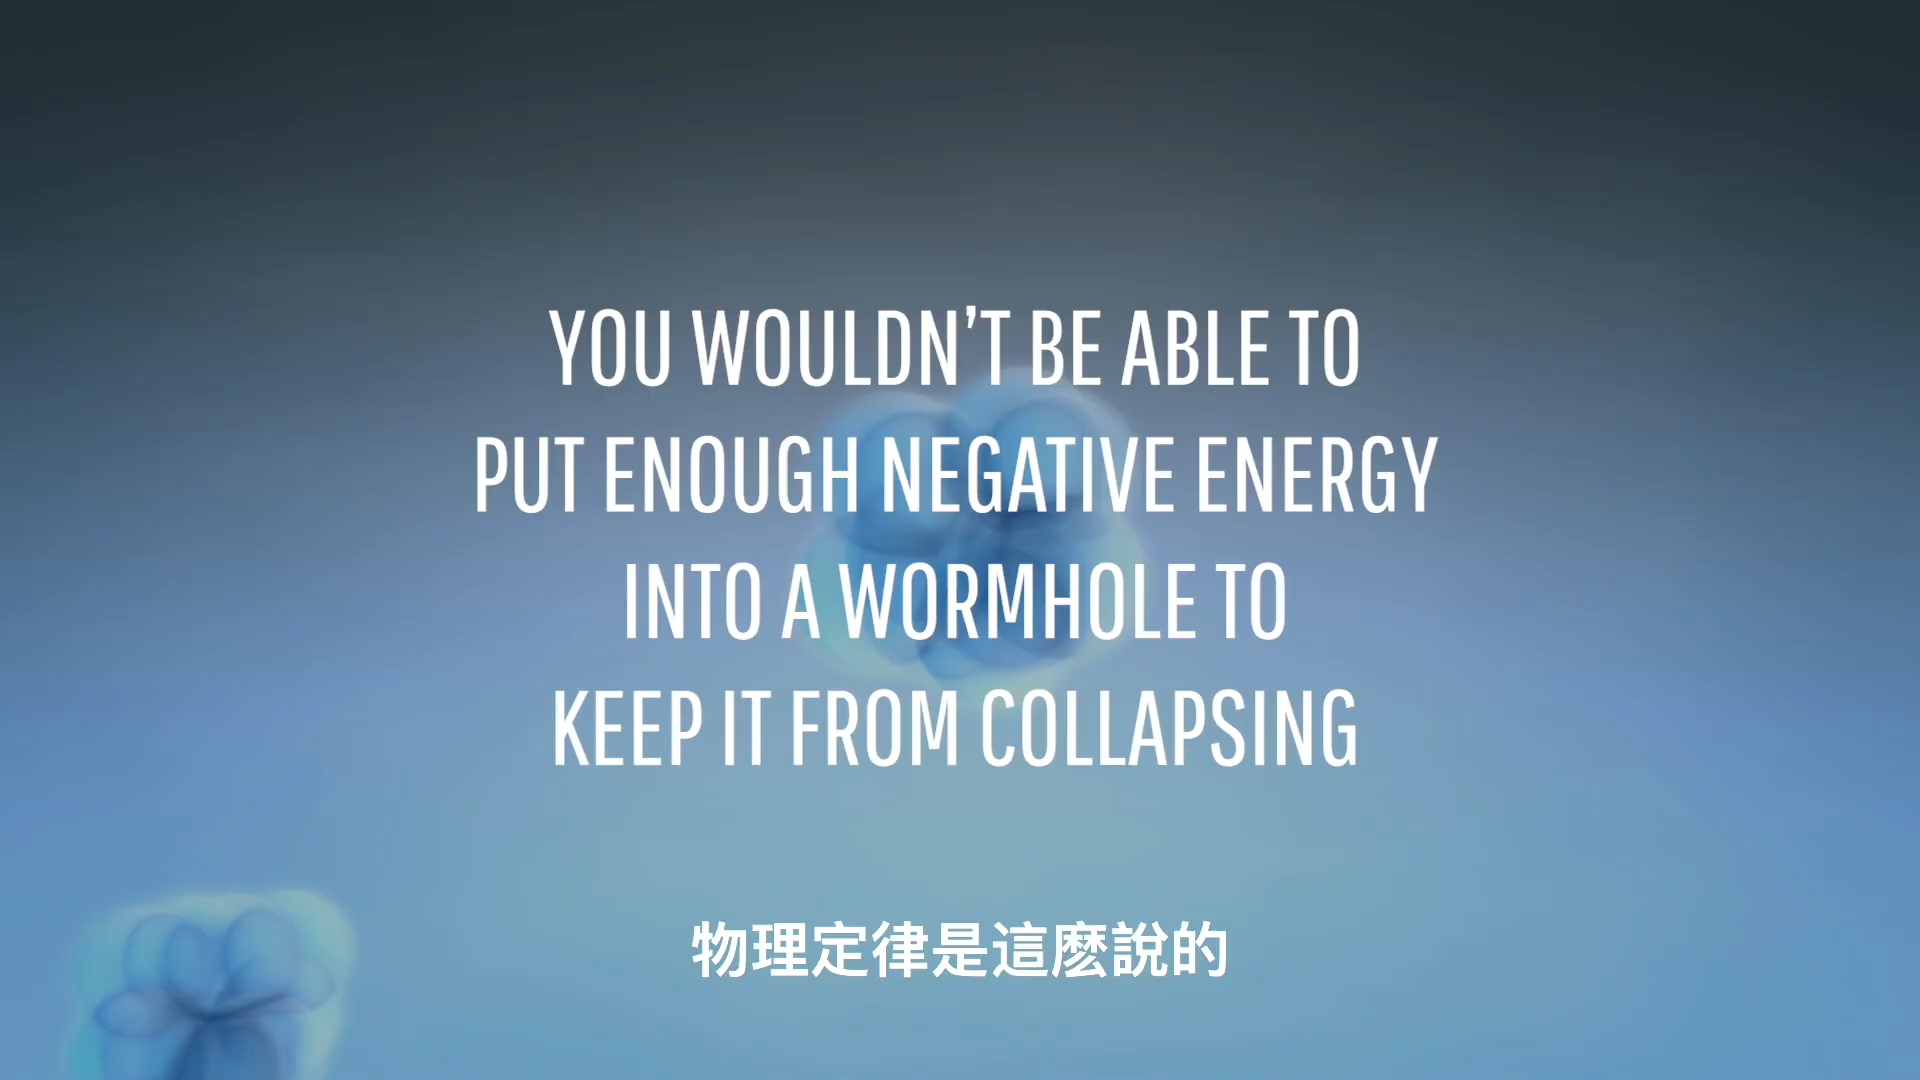 YOU WOULDN’T BE ABLE TO
PUT ENOUGH NEGATIVE ENERGY
INTO A WORMHOLE TO
KEEP IT FROM COLLAPSING
物理定律是這麽說的